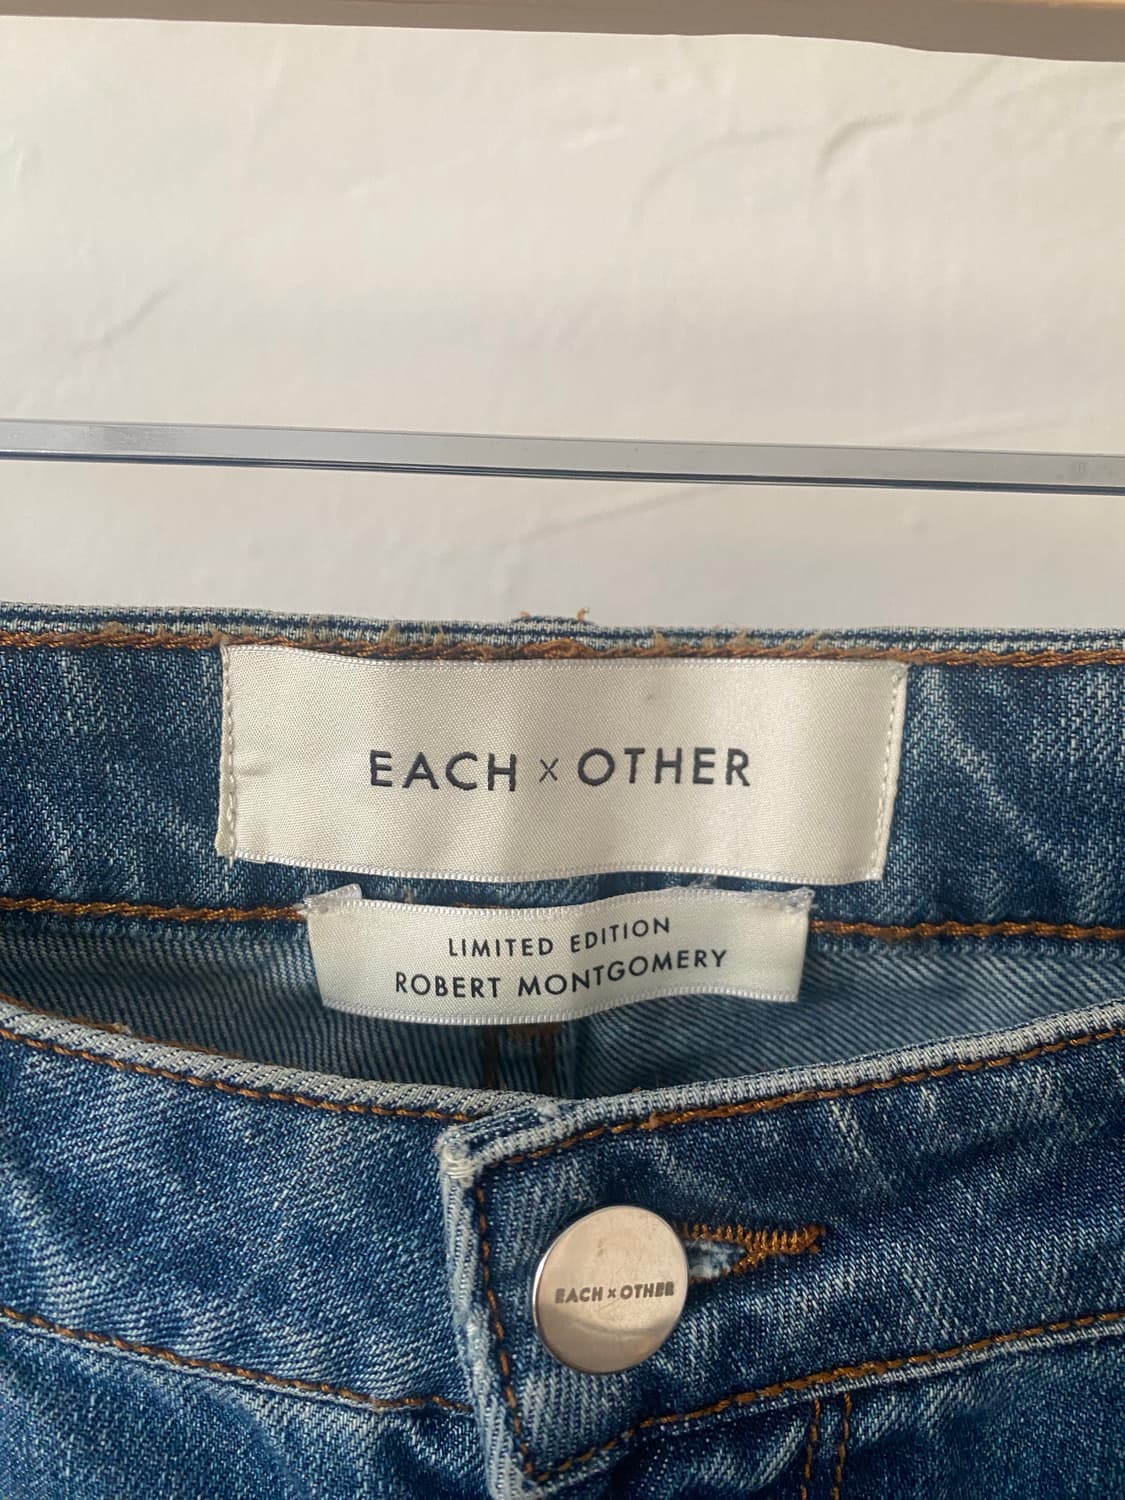 EACH × OTHER
LIMITED EDITION
ROBERT MONTGOMERY
EACH × OTHER